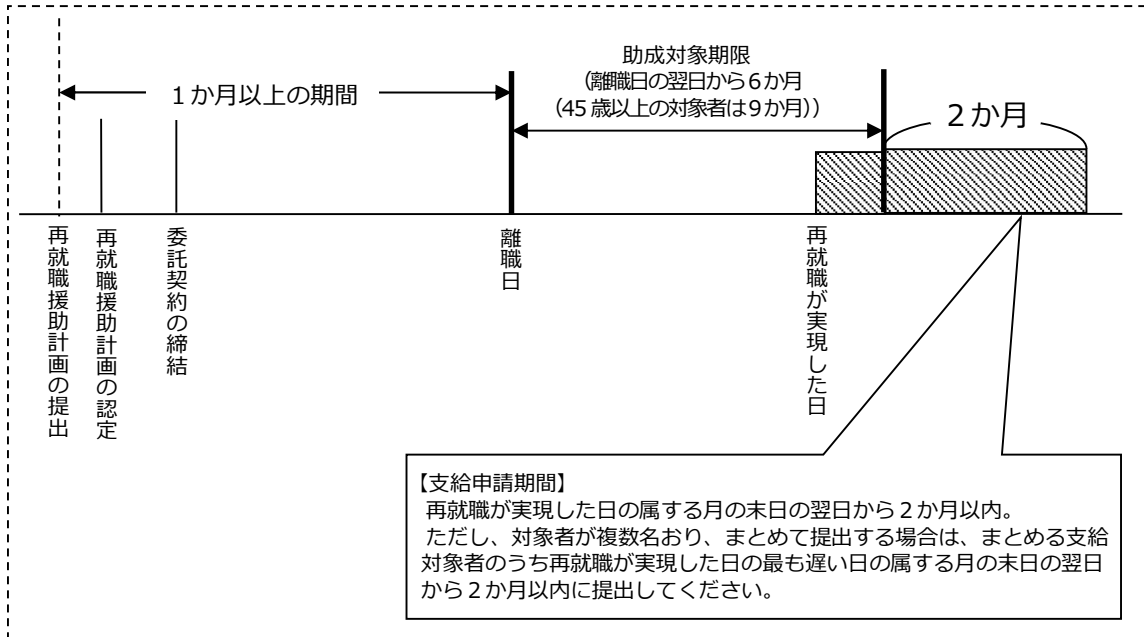 助成対象期限
（離職日の翌日から６か月
（45 歳以上の対象者は９か月））
１か月以上の期間
２か月
再就職援助計画の提出
再就職援助計画の認定
委託契約の締結
離職日
再就職が実現した日
【支給申請期間】
再就職が実現した日の属する月の末日の翌日から２か月以内。
ただし、対象者が複数名おり、まとめて提出する場合は、まとめる支給
対象者のうち再就職が実現した日の最も遅い日の属する月の末日の翌日
から２か月以内に提出してください。